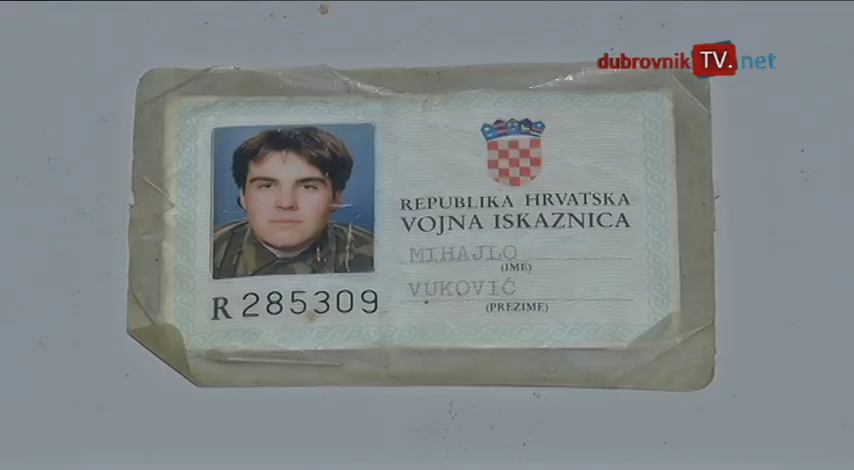 dubrovnikTV.net
REPUBLIKA HRVATSKA
VOJNA ISKAZNICA
MIHAJLO
(IME)
VUKOVIĆ
(PREZIME)
R 285309